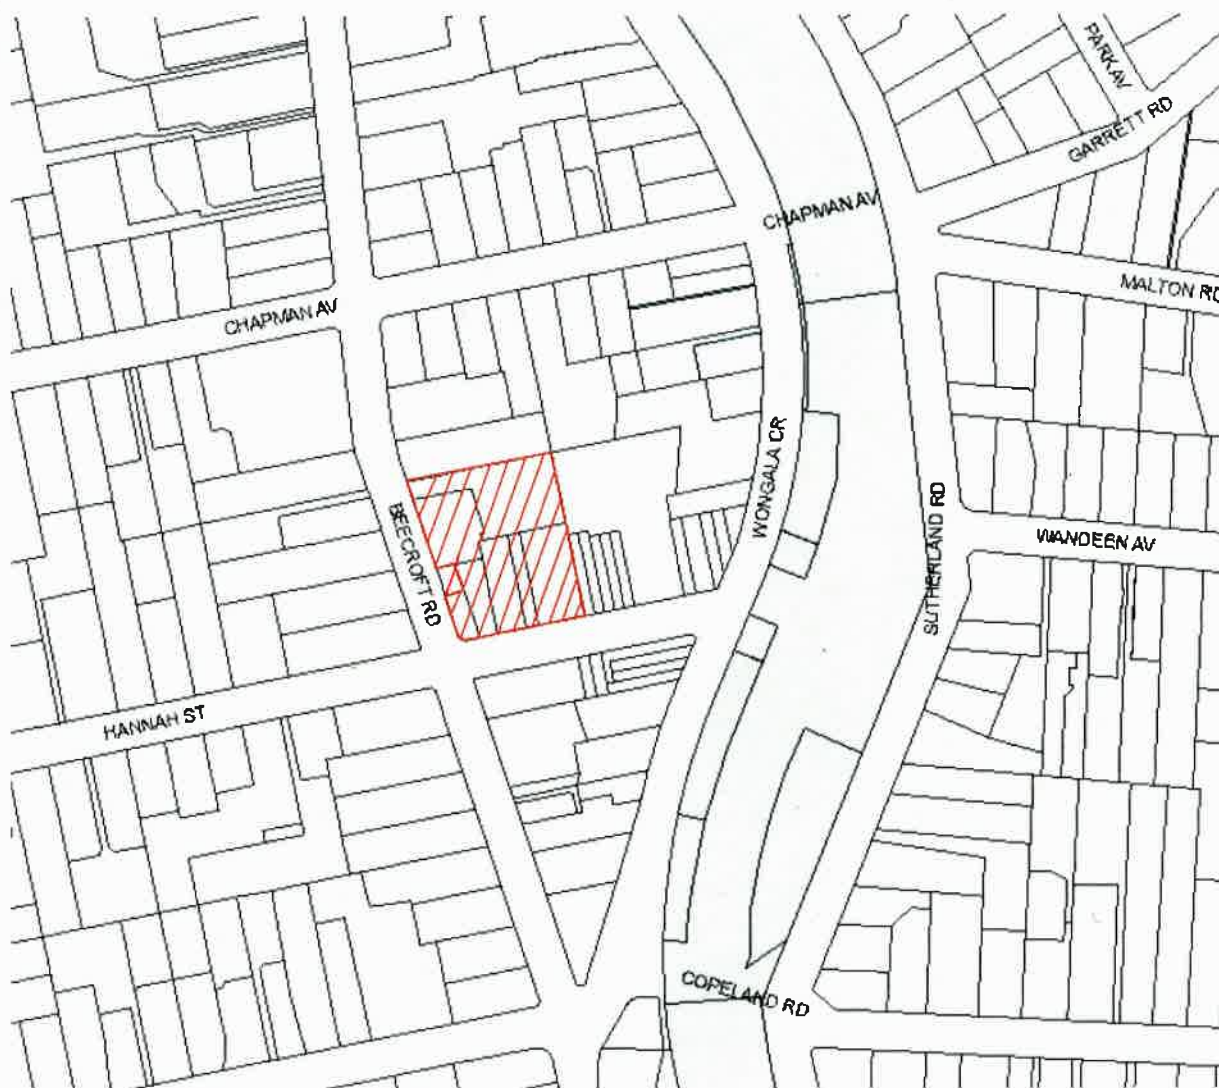 PARK AV
GARRETT RD
CHAPMAN AV
MALTON RD
CHAPMAN AV
WONGALA CR
BEECROFT RD
SUTHERLAND RD
WANDEEN AV
HANNAH ST
COPELAND RD